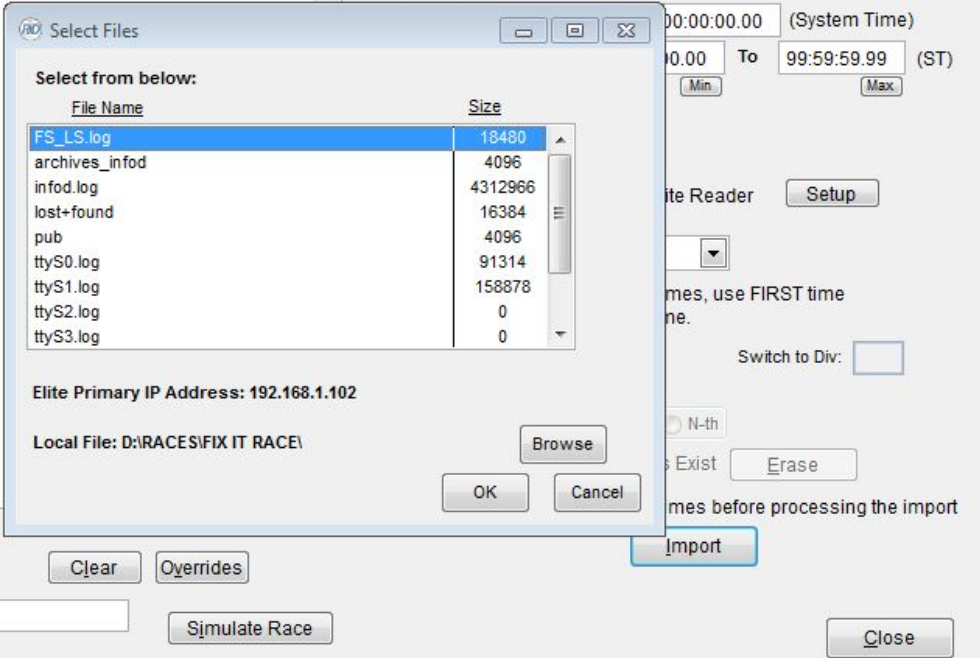 Select Files
Select from below:
File Name Size
FS_LS.log 18480
archives_infod 4096
infod.log 4312966
lost+found 16384
pub 4096
ttyS0.log 91314
ttyS1.log 158878
ttyS2.log 0
ttyS3.log 0
Elite Primary IP Address: 192.168.1.102
Local File: D:\RACES\FIX IT RACE\
Browse
OK Cancel
00:00:00.00 (System Time)
00.00 To 99:59:59.99 (ST)
Min Max
Reader Setup
use FIRST time
Switch to Div:
N-th
Exist Erase
before processing the import
Import
Clear Overrides
Simulate Race
Close